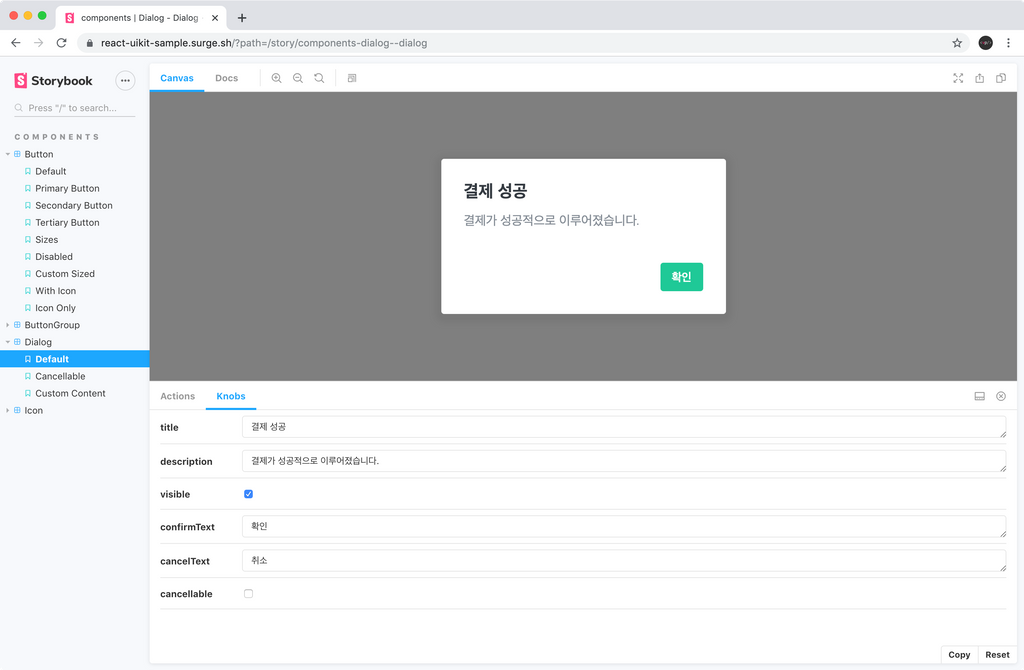 components | Dialog - Dialog
react-uikit-sample.surge.sh/?path=/story/components-dialog--dialog
Storybook
Canvas
Docs
Press "/" to search...
COMPONENTS
Button
Default
Primary Button
Secondary Button
Tertiary Button
Sizes
Disabled
Custom Sized
With Icon
Icon Only
ButtonGroup
Dialog
Default
Cancellable
Custom Content
Icon
결제 성공
결제가 성공적으로 이루어졌습니다.
확인
Actions
Knobs
title
결제 성공
description
결제가 성공적으로 이루어졌습니다.
visible
confirmText
확인
cancelText
취소
cancellable
Copy
Reset